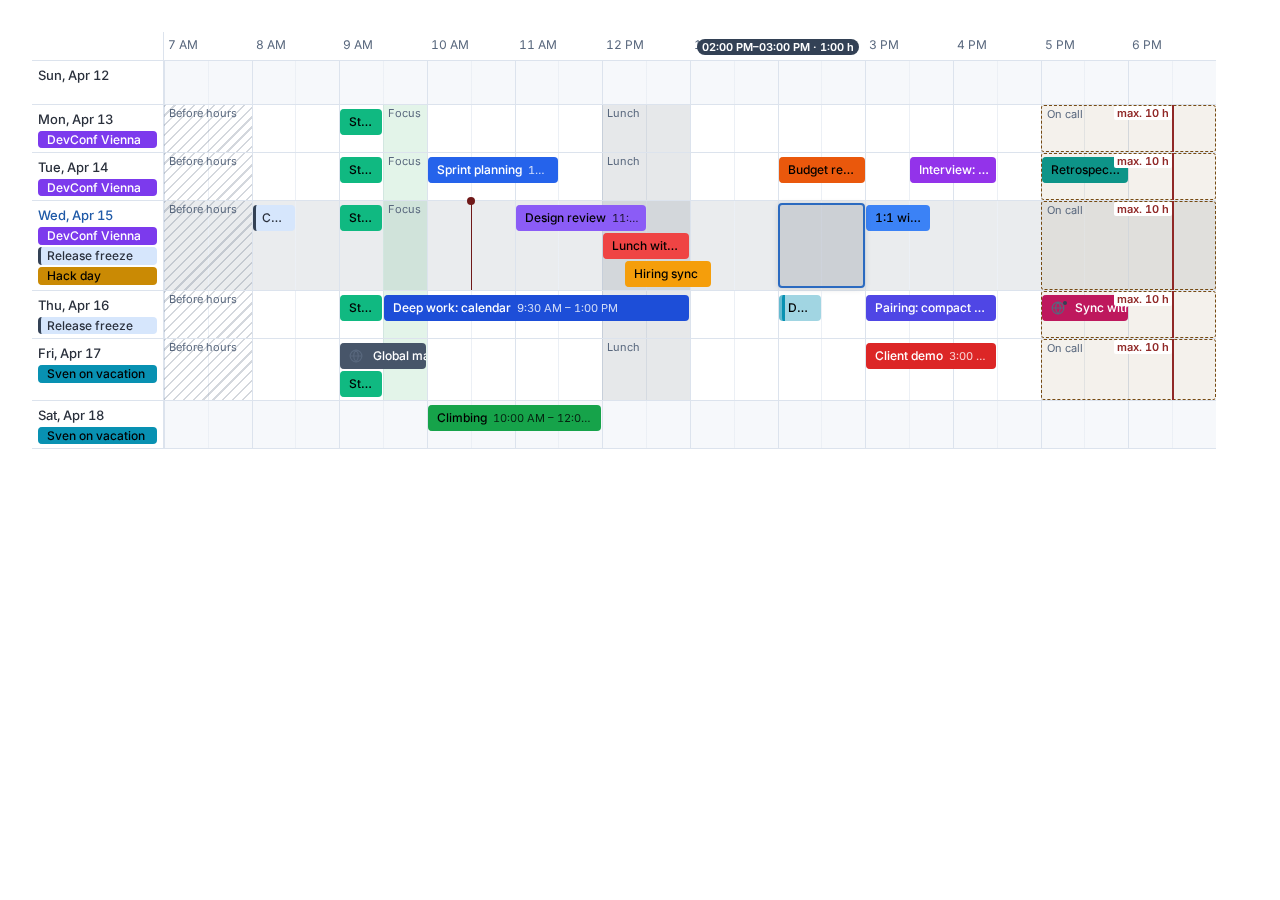 7 AM 8 AM 9 AM 10 AM 11 AM 12 PM 02:00 PM–03:00 PM · 1:00 h 3 PM 4 PM 5 PM 6 PM
Sun, Apr 12
Mon, Apr 13
DevConf Vienna
Before hours
St...
Focus
Lunch
On call
max. 10 h
Tue, Apr 14
DevConf Vienna
Before hours
St...
Focus
Sprint planning 1...
Lunch
Budget re...
Interview: ...
Retrospec...
max. 10 h
Wed, Apr 15
DevConf Vienna
Release freeze
Hack day
Before hours
C...
St...
Focus
Design review 11:...
Lunch wit...
Hiring sync
1:1 wi...
On call
max. 10 h
Thu, Apr 16
Release freeze
Before hours
St...
Deep work: calendar 9:30 AM – 1:00 PM
D...
Pairing: compact ...
Sync with
max. 10 h
Fri, Apr 17
Sven on vacation
Before hours
Global ma
St...
Lunch
Client demo 3:00 ...
On call
max. 10 h
Sat, Apr 18
Sven on vacation
Climbing 10:00 AM – 12:0...